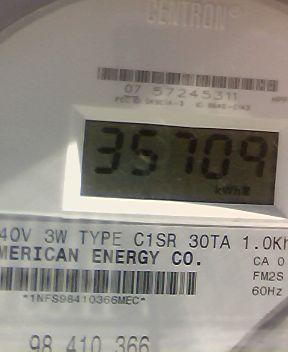 CENTRON®
07 57245311
35709
kWh
40V 3W TYPE C1SR 30TA 1.0Kh
MERICAN ENERGY CO.
CA 0
FM2S
60Hz
*1NFS98410366MEC*
98 410 366